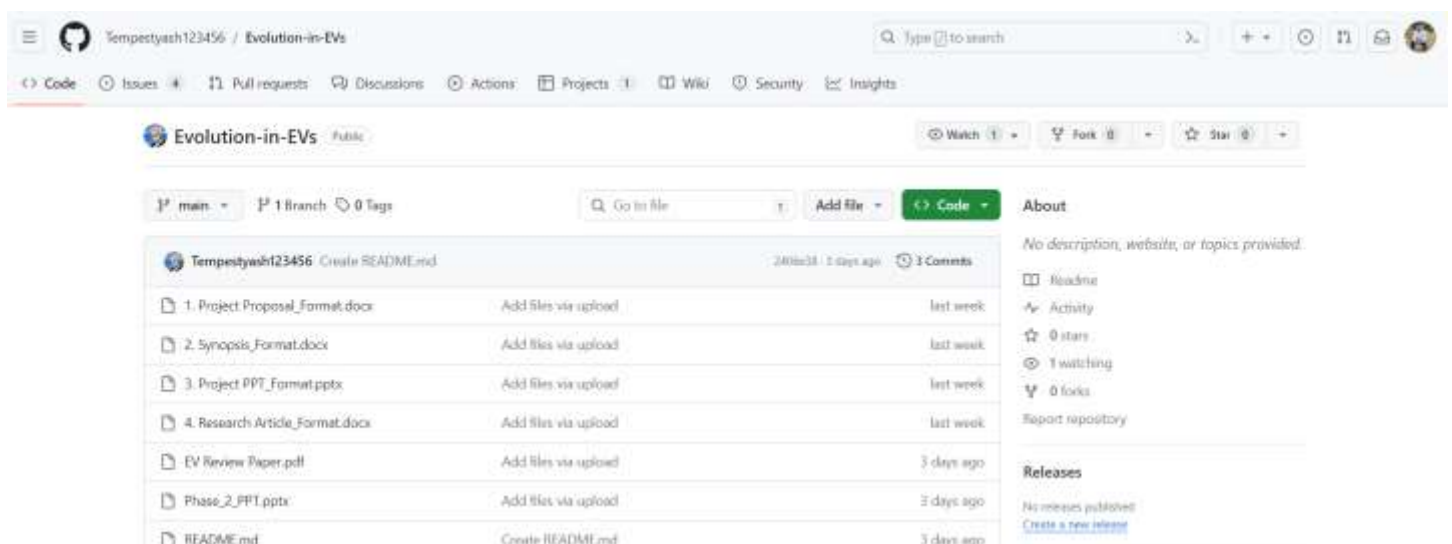 Tempestyash123456 / Evolution-in-EVs
Type / to search
Code Issues 4 Pull requests Discussions Actions Projects 1 Wiki Security Insights
Evolution-in-EVs Public
Watch 1 Fork 0 Star 0
main 1 Branch 0 Tags
Go to file t Add file Code
About
No description, website, or topics provided.
Tempestyash123456 Create README.md days ago 3 Commits
Readme
1. Project Proposal_Format.docx Add files via upload last week
Activity
2. Synopsis_Format.docx Add files via upload last week
0 stars
1 watching
3. Project PPT_Format.pptx Add files via upload last week
0 forks
4. Research Article_Format.docx Add files via upload last week
Report repository
EV Review Paper.pdf Add files via upload 3 days ago
Releases
Phase_2_PPT.pptx Add files via upload 3 days ago
No releases published
Create a new release
README.md Create README.md 3 days ago